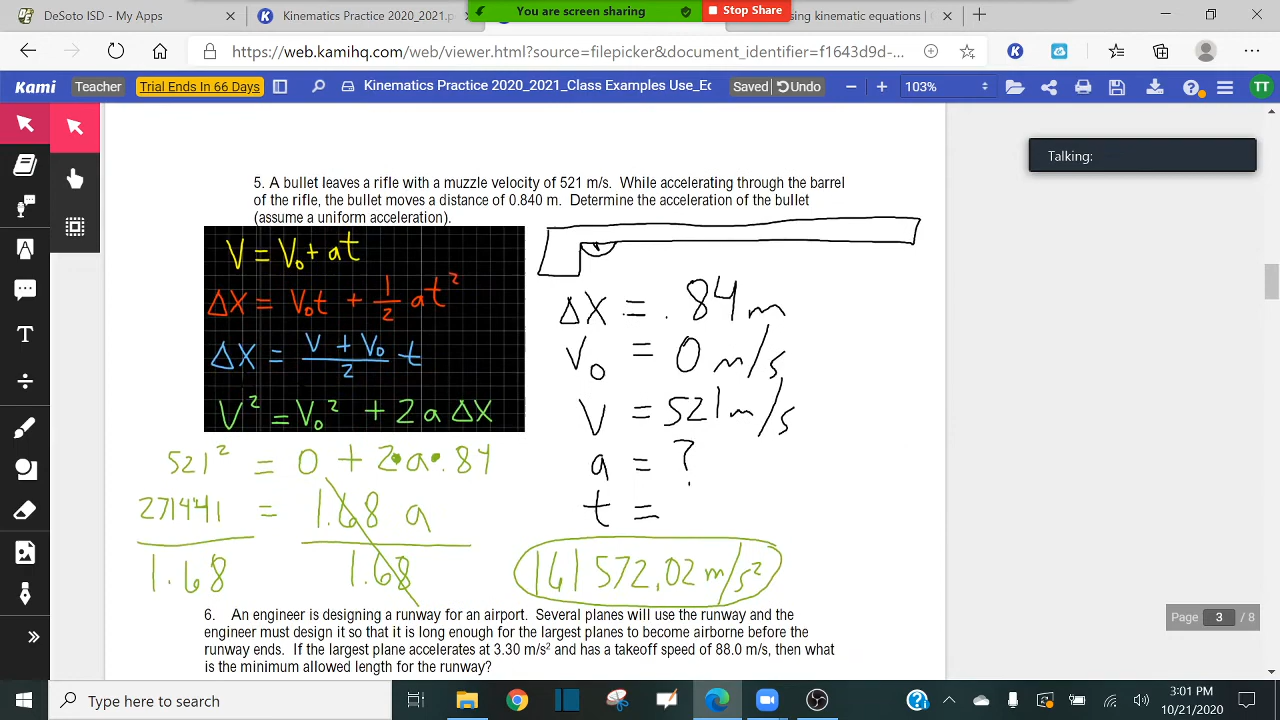 DeSoto ISD MyApps
Kinematics 2020_2021.p
You are screen sharing
Stop Share
sing kinematic equations (
https://web.kamihq.com/web/viewer.html?source=filepicker&document_identifier=f1643d9d-...
Kami Teacher Trial Ends In 66 Days Kinematics Practice 2020_2021_Class Examples Use_Ec Saved Undo 103% TT
Talking:
5. A bullet leaves a rifle with a muzzle velocity of 521 m/s. While accelerating through the barrel
of the rifle, the bullet moves a distance of 0.840 m. Determine the acceleration of the bullet
(assume a uniform acceleration).
V = V₀ + at
ΔX = V₀t + 1/2 at²
ΔX = (V + V₀)/2 t
V² = V₀² + 2a ΔX
ΔX = .84 m
V₀ = 0 m/s
V = 521 m/s
a = ?
t =
521² = 0 + 2•a•.84
271441 = 1.68 a
1.68 1.68
161 572.02 m/s²
6. An engineer is designing a runway for an airport. Several planes will use the runway and the
engineer must design it so that it is long enough for the largest planes to become airborne before the
runway ends. If the largest plane accelerates at 3.30 m/s² and has a takeoff speed of 88.0 m/s, then what
is the minimum allowed length for the runway?
Page 3 / 8
Type here to search
3:01 PM
10/21/2020